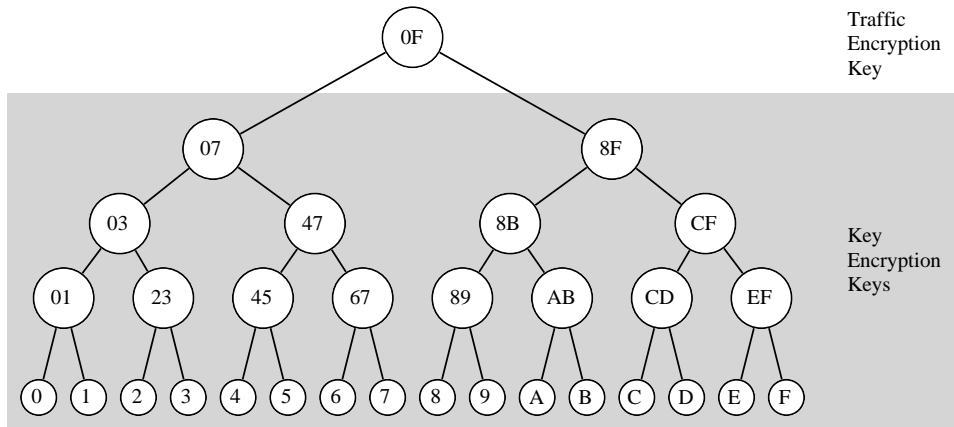 0F
Traffic
Encryption
Key
07
8F
03
47
8B
CF
Key
Encryption
Keys
01
23
45
67
89
AB
CD
EF
0
1
2
3
4
5
6
7
8
9
A
B
C
D
E
F